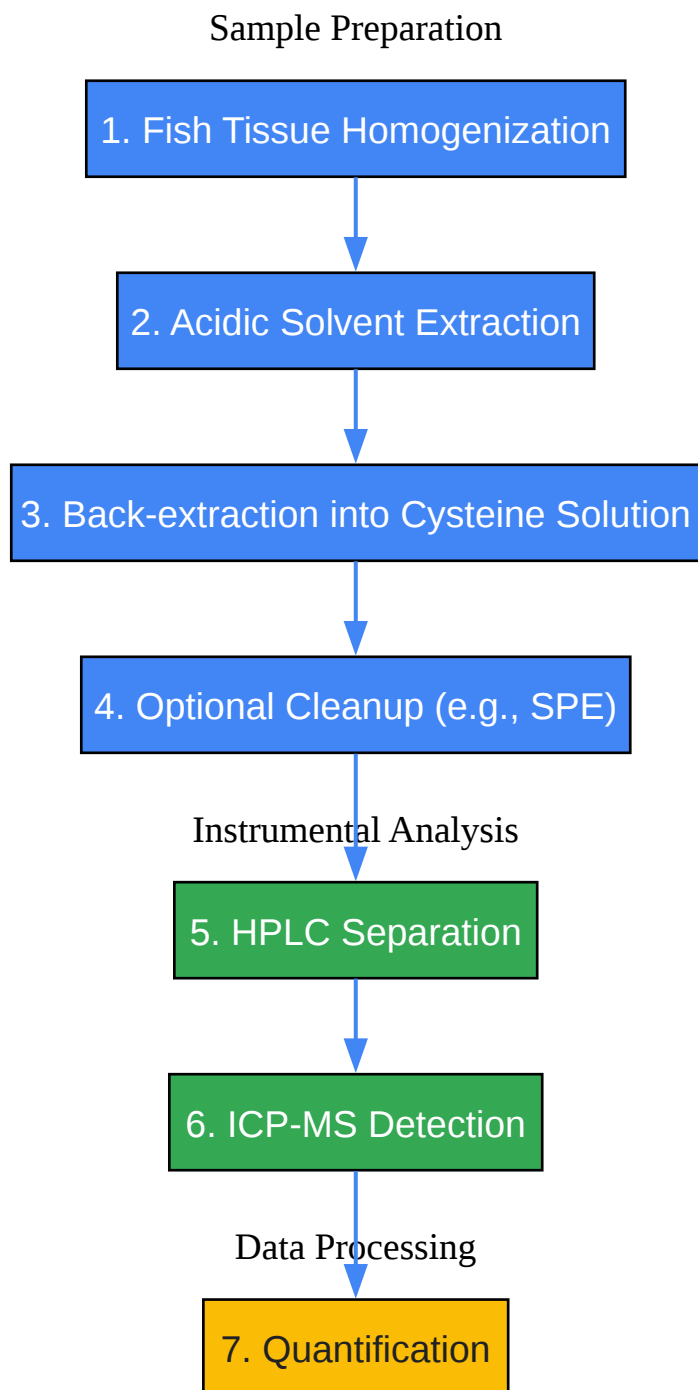 Sample Preparation
1. Fish Tissue Homogenization
2. Acidic Solvent Extraction
3. Back-extraction into Cysteine Solution
4. Optional Cleanup (e.g., SPE)
Instrumental Analysis
5. HPLC Separation
6. ICP-MS Detection
Data Processing
7. Quantification